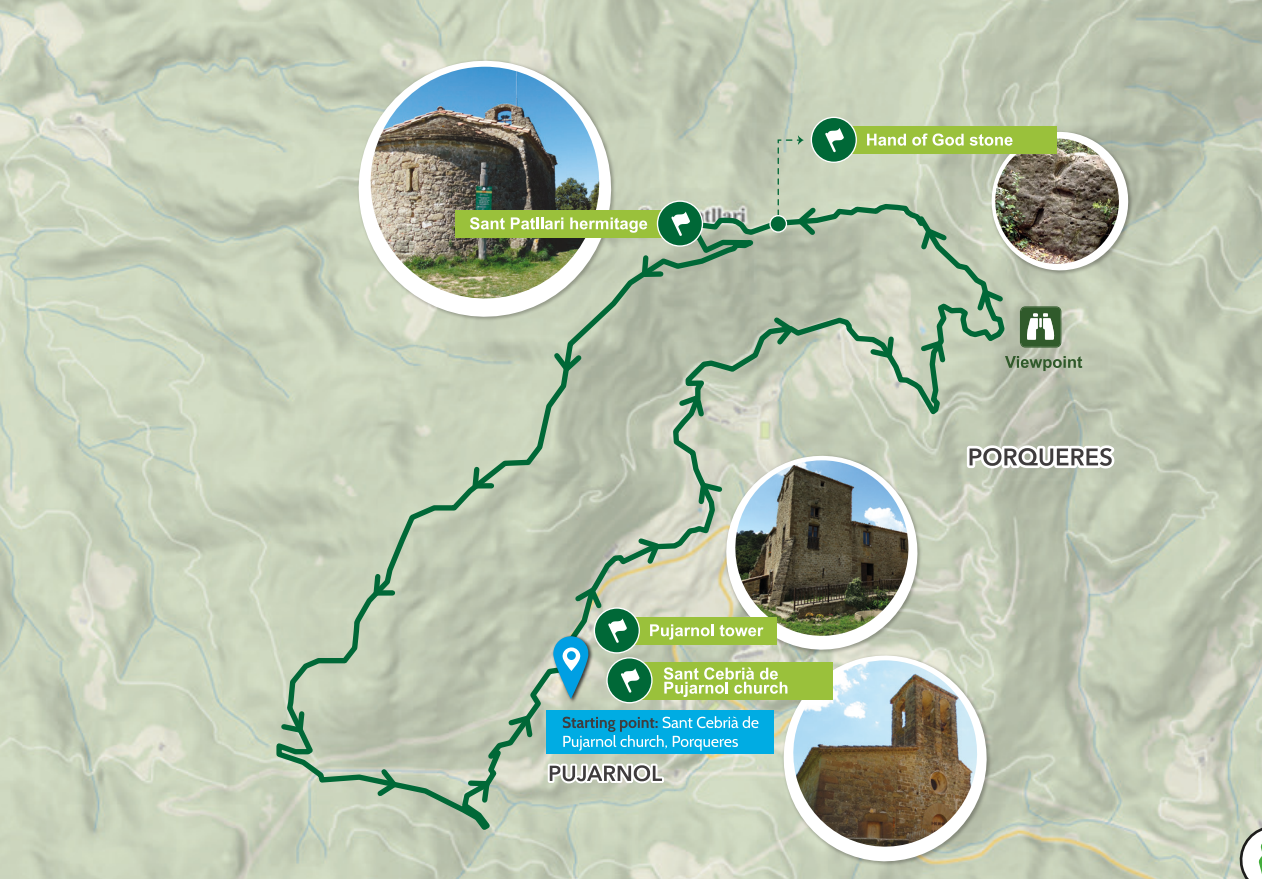 Hand of God stone
Sant Patllari hermitage
Viewpoint
PORQUERES
Pujarnol tower
Sant Cebrià de
Pujarnol church
Starting point: Sant Cebrià de
Pujarnol church, Porqueres
PUJARNOL